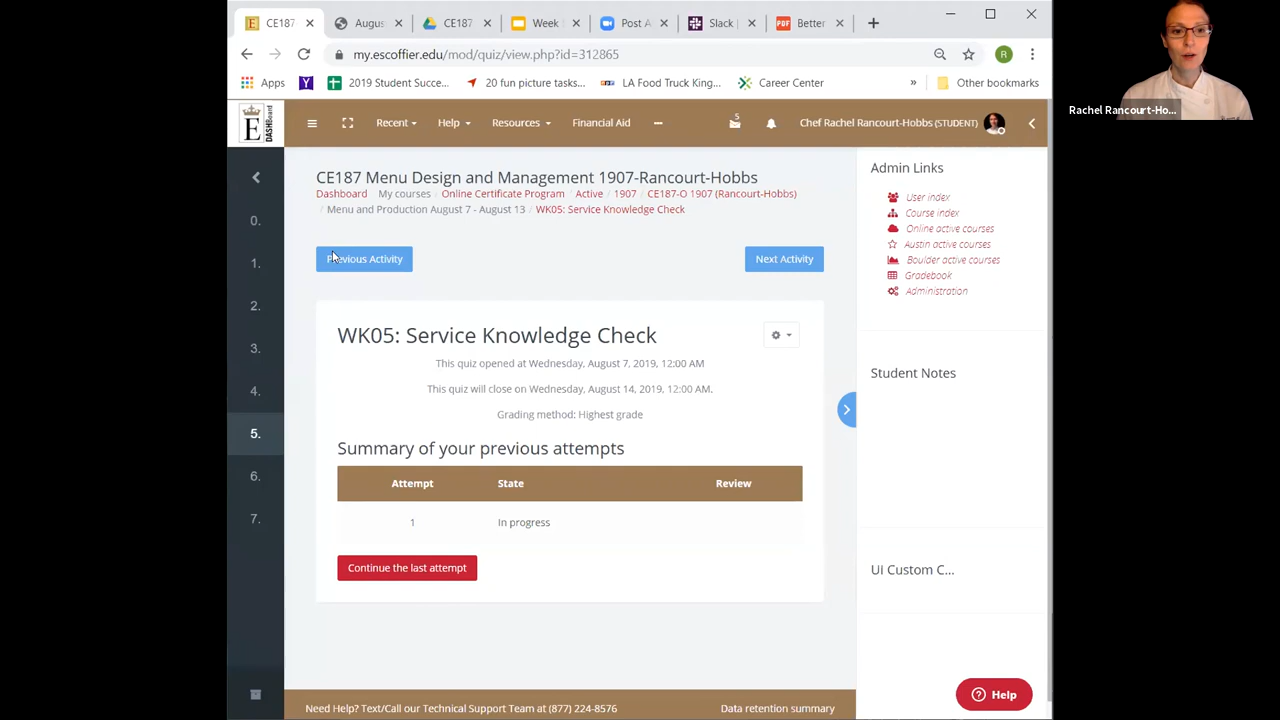 CE187
Augus
CE187
Week
Post A
Slack
PDF
Better
my.escoffier.edu/mod/quiz/view.php?id=312865
R
Apps
2019 Student Succe...
20 fun picture tasks...
LA Food Truck King...
Career Center
»
Other bookmarks
Rachel Rancourt-Ho...
E DASHBoard
Recent
Help
Resources
Financial Aid
5
Chef Rachel Rancourt-Hobbs (STUDENT)
CE187 Menu Design and Management 1907-Rancourt-Hobbs
Dashboard My courses Online Certificate Program / Active / 1907 / CE187-O 1907 (Rancourt-Hobbs)
/ Menu and Production August 7 - August 13 / WK05: Service Knowledge Check
Previous Activity
Next Activity
0.
1.
2.
3.
4.
5.
6.
7.
WK05: Service Knowledge Check
This quiz opened at Wednesday, August 7, 2019, 12:00 AM
This quiz will close on Wednesday, August 14, 2019, 12:00 AM.
Grading method: Highest grade
Summary of your previous attempts
Attempt State Review
1 In progress
Continue the last attempt
Admin Links
User index
Course index
Online active courses
Austin active courses
Boulder active courses
Gradebook
Administration
Student Notes
Ui Custom C...
Help
Need Help? Text/Call our Technical Support Team at (877) 224-8576
Data retention summary